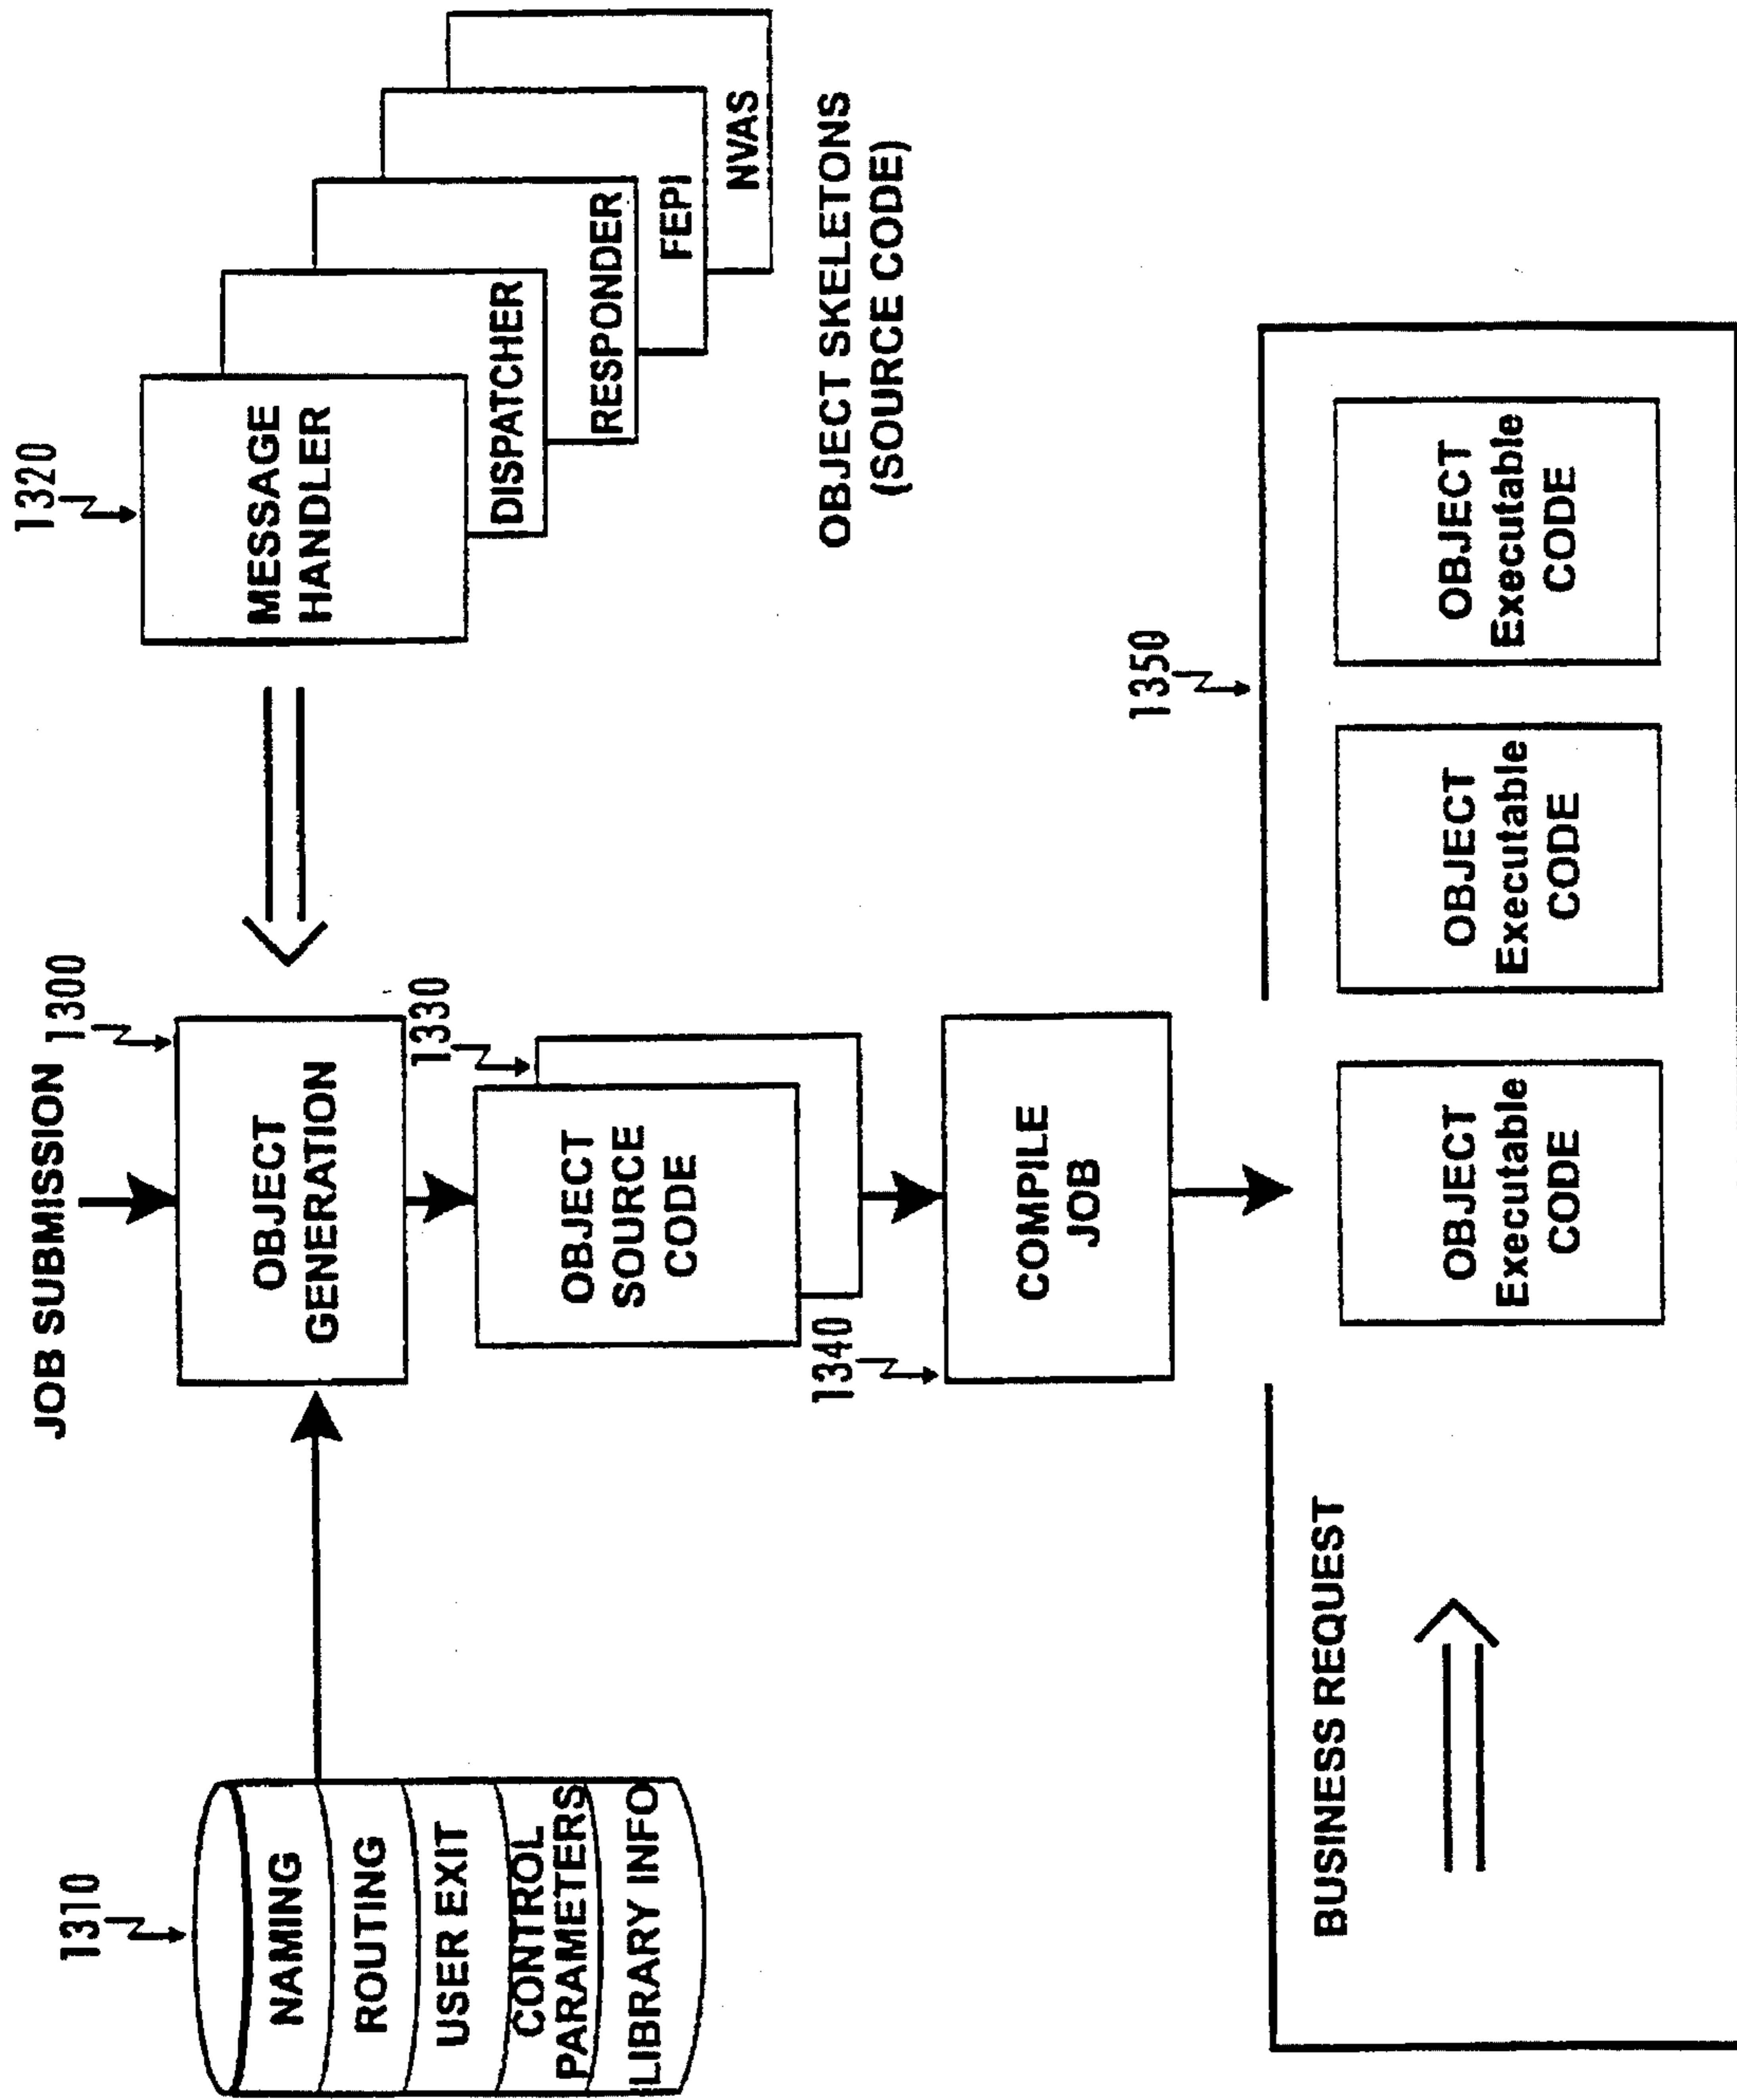 JOB SUBMISSION
1310
NAMING
ROUTING
USER EXIT
CONTROL
PARAMETERS
LIBRARY INFO
1300
OBJECT
GENERATION
1320
MESSAGE
HANDLER
DISPATCHER
RESPONDER
FEPI
NVAS
OBJECT SKELETONS
(SOURCE CODE)
1330
OBJECT
SOURCE
CODE
1340
COMPILE
JOB
1350
BUSINESS REQUEST
OBJECT
Executable
CODE
OBJECT
Executable
CODE
OBJECT
Executable
CODE